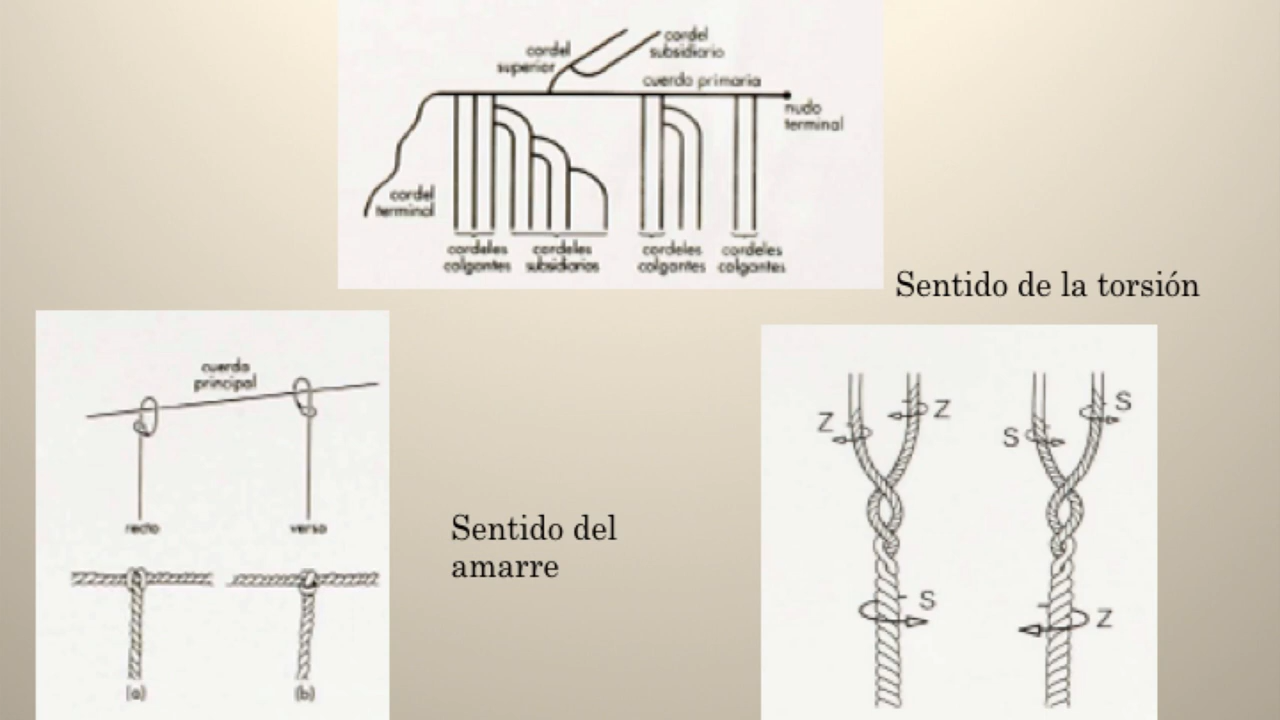 cordel
superior
cordel
subsidiario
cuerda primaria
nudo
terminal
cordel
terminal
cordeles
colgantes
cordeles
subsidiarios
cordeles
colgantes
cordeles
colgantes
Sentido de la torsión
cuerda
principal
recto
verso
(a)
(b)
Sentido del
amarre
Z
Z
S
S
S
Z